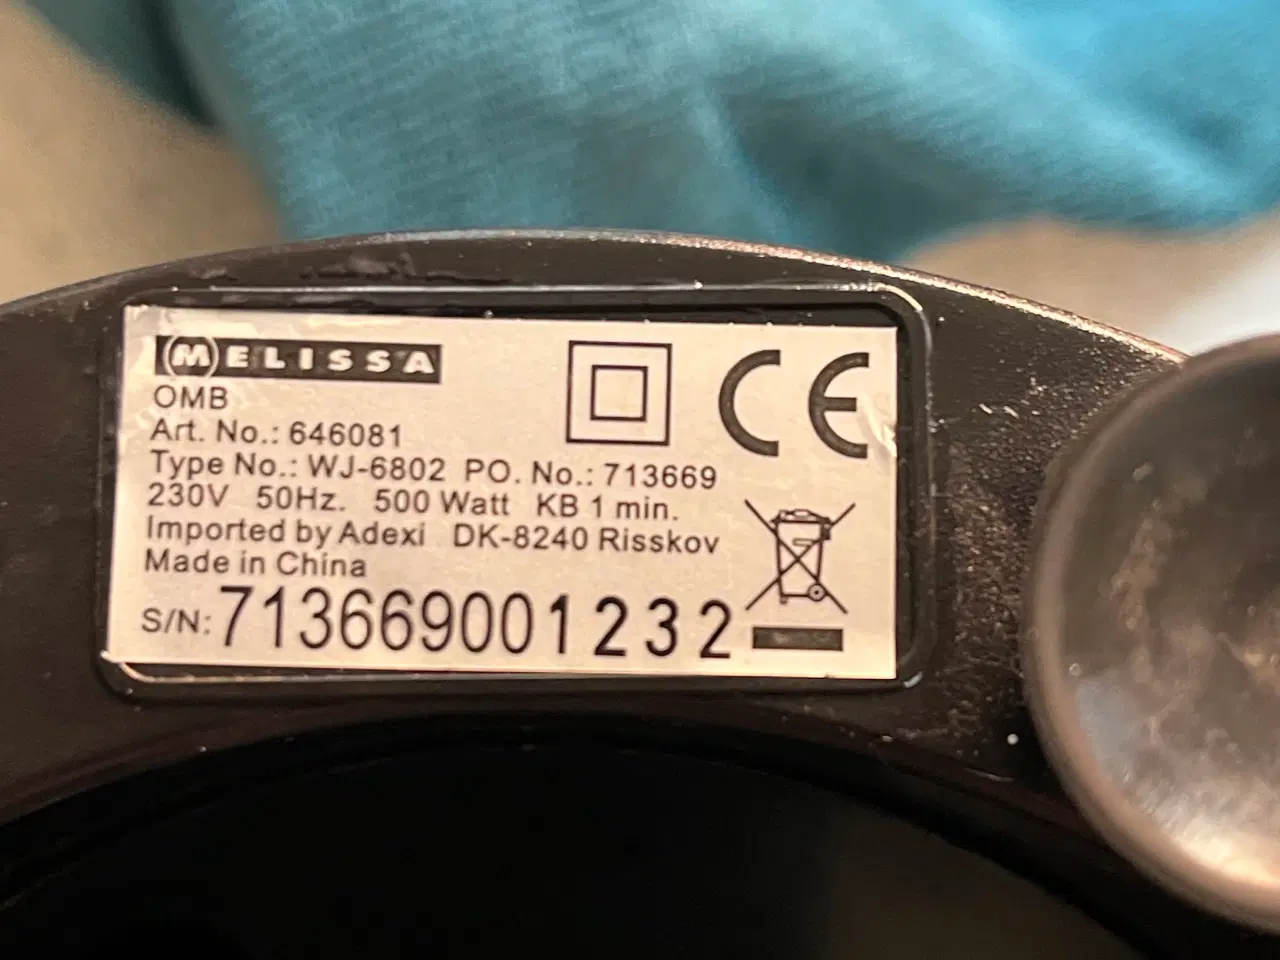 MELISSA
OMB
Art. No.: 646081
Type No.: WJ-6802 PO. No.: 713669
230V 50Hz. 500 Watt KB 1 min.
Imported by Adexi DK-8240 Risskov
Made in China
S/N: 713669001232
CE